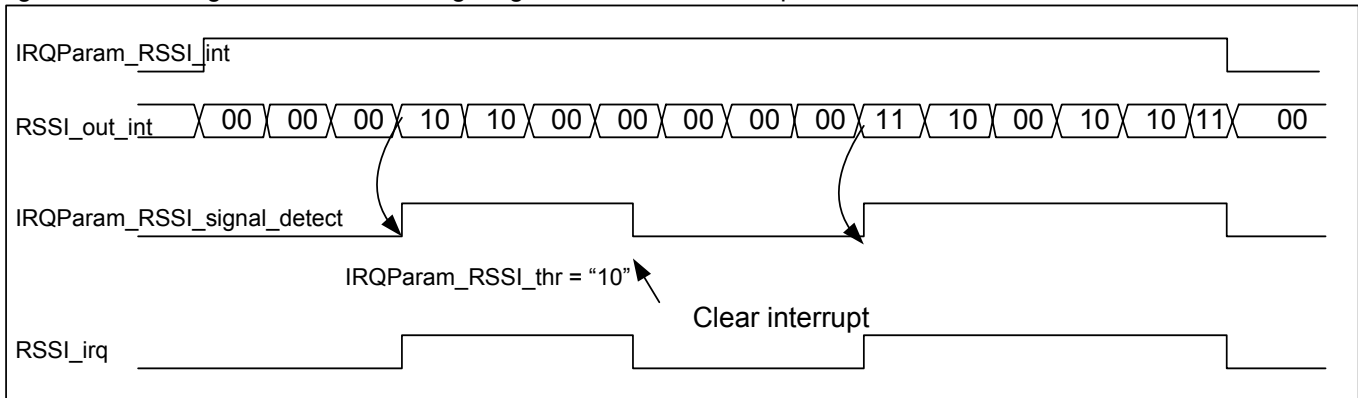 IRQParam_RSSI_int
RSSI_out_int 00 00 00 10 10 00 00 00 00 00 11 10 00 10 10 11 00
IRQParam_RSSI_signal_detect
IRQParam_RSSI_thr = “10”
Clear interrupt
RSSI_irq